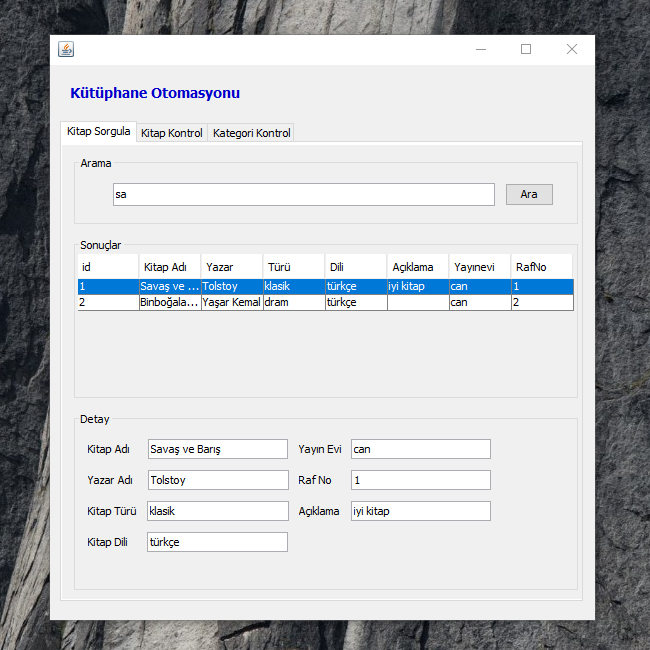 Kütüphane Otomasyonu
Kitap Sorgula Kitap Kontrol Kategori Kontrol
Arama
sa Ara
Sonuçlar
id Kitap Adı Yazar Türü Dili Açıklama Yayınevi RafNo
1 Savaş ve ... Tolstoy klasik türkçe iyi kitap can 1
2 Binboğala... Yaşar Kemal dram türkçe can 2
Detay
Kitap Adı Savaş ve Barış Yayın Evi can
Yazar Adı Tolstoy Raf No 1
Kitap Türü klasik Açıklama iyi kitap
Kitap Dili türkçe